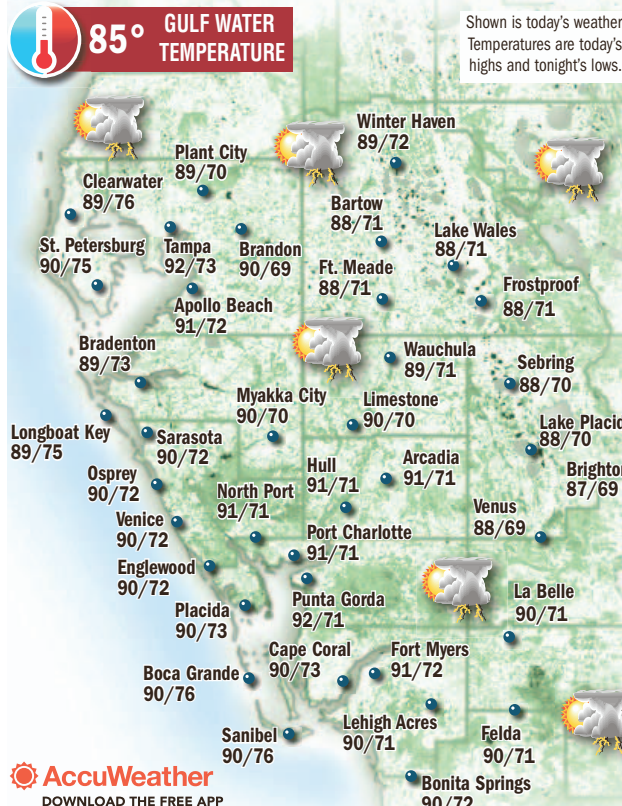 85°
GULF WATER
TEMPERATURE
Shown is today's weather
Temperatures are today's
highs and tonight's lows.
Winter Haven
89/72
Plant City
89/70
Clearwater
89/76
Bartow
88/71
Lake Wales
88/71
St. Petersburg
90/75
Tampa
92/73
Brandon
90/69
Ft. Meade
88/71
Frostproof
88/71
Apollo Beach
91/72
Bradenton
89/73
Wauchula
89/71
Sebring
88/70
Myakka City
90/70
Limestone
90/70
Longboat Key
89/75
Sarasota
90/72
Lake Placid
88/70
Osprey
90/72
Hull
91/71
Arcadia
91/71
Brighto
87/69
North Port
91/71
Venus
88/69
Venice
90/72
Port Charlotte
91/71
Englewood
90/72
Punta Gorda
92/71
La Belle
90/71
Placida
90/73
Cape Coral
90/73
Fort Myers
91/72
Boca Grande
90/76
Lehigh Acres
90/71
Felda
90/71
Sanibel
90/76
AccuWeather
DOWNLOAD THE FREE APP
Bonita Springs
90/72